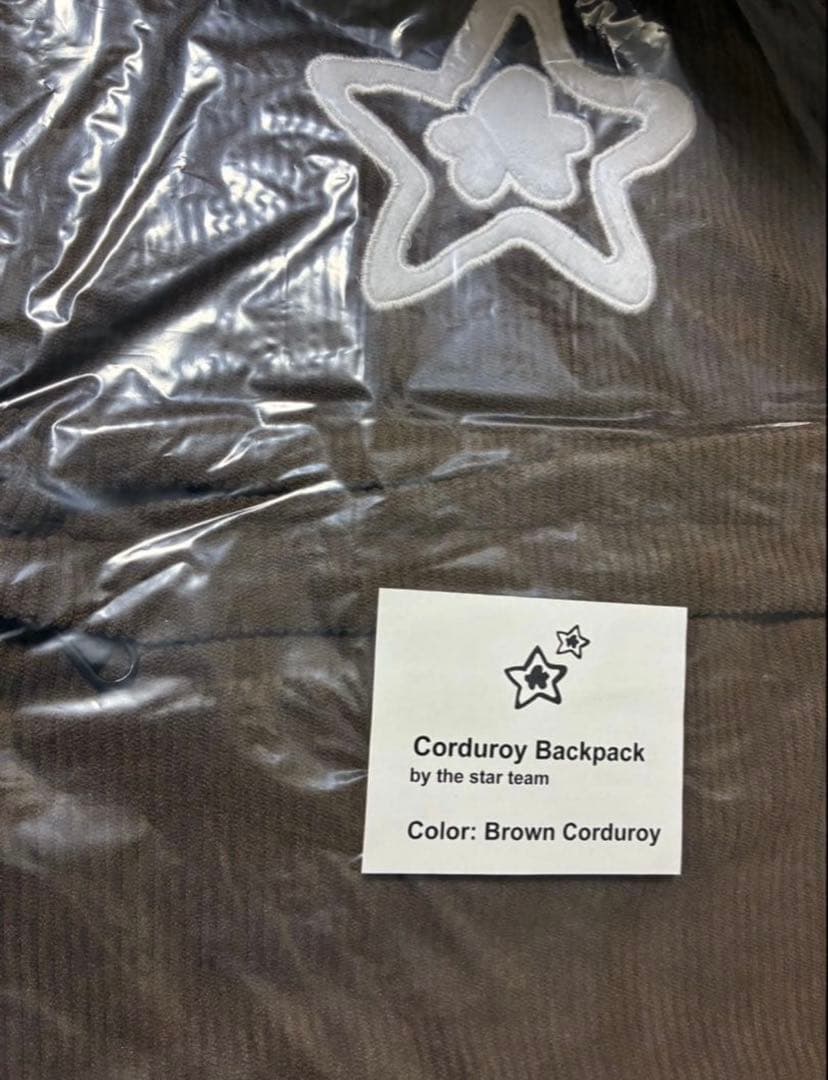 Corduroy Backpack
by the star team
Color: Brown Corduroy